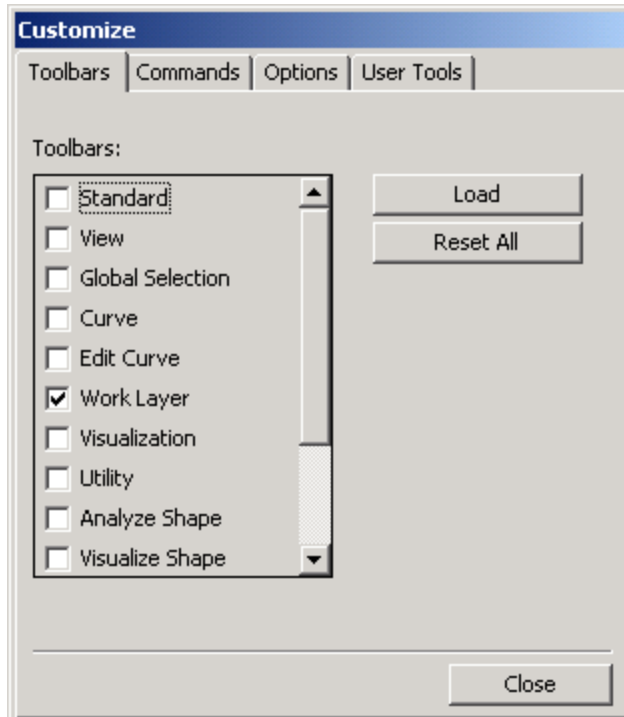 Customize
Toolbars Commands Options User Tools
Toolbars:
Standard
View
Global Selection
Curve
Edit Curve
Work Layer
Visualization
Utility
Analyze Shape
Visualize Shape
Load
Reset All
Close